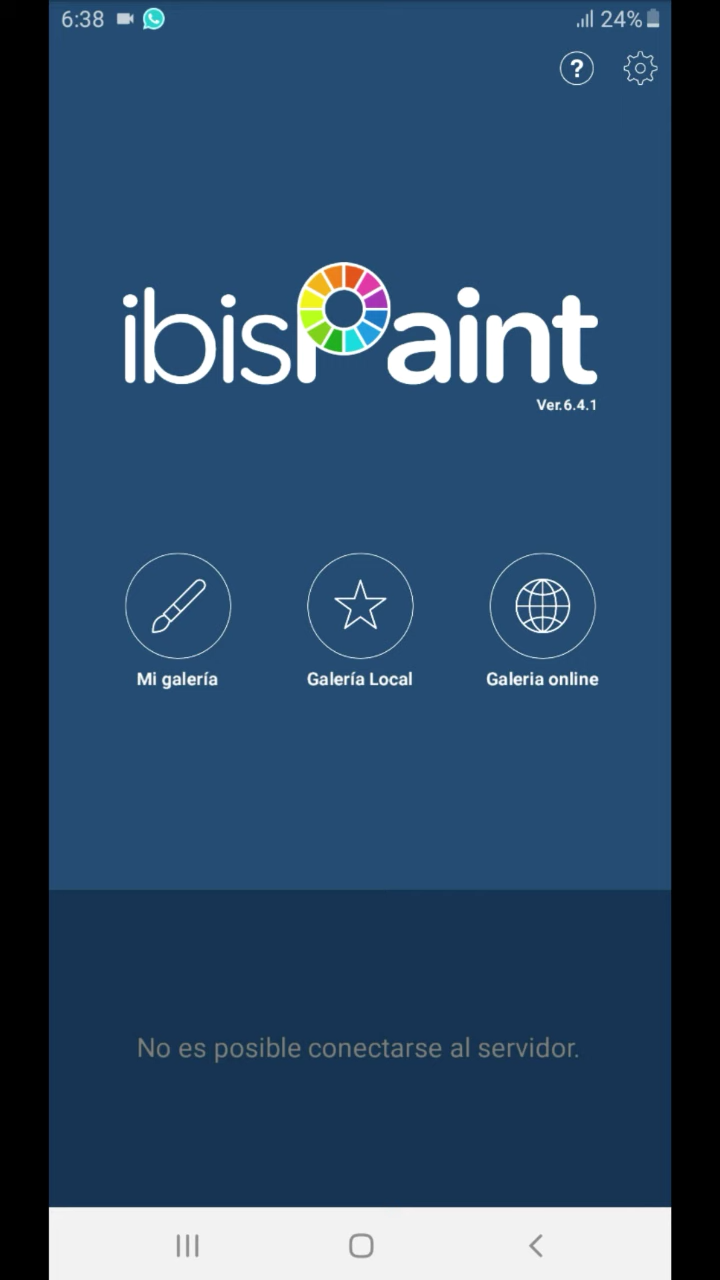 6:38 24%
?
ibisPaint
Ver.6.4.1
Mi galería Galería Local Galeria online
No es posible conectarse al servidor.